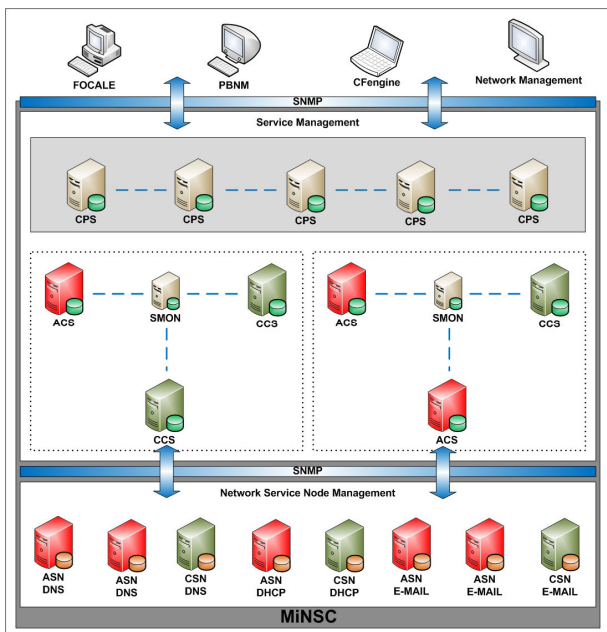 FOCALE
PBNM
CFengine
Network Management
SNMP
Service Management
CPS
CPS
CPS
CPS
CPS
ACS
SMON
CCS
ACS
SMON
CCS
CCS
ACS
SNMP
Network Service Node Management
ASN
DNS
ASN
DNS
CSN
DNS
ASN
DHCP
CSN
DHCP
ASN
E-MAIL
ASN
E-MAIL
CSN
E-MAIL
MiNSC